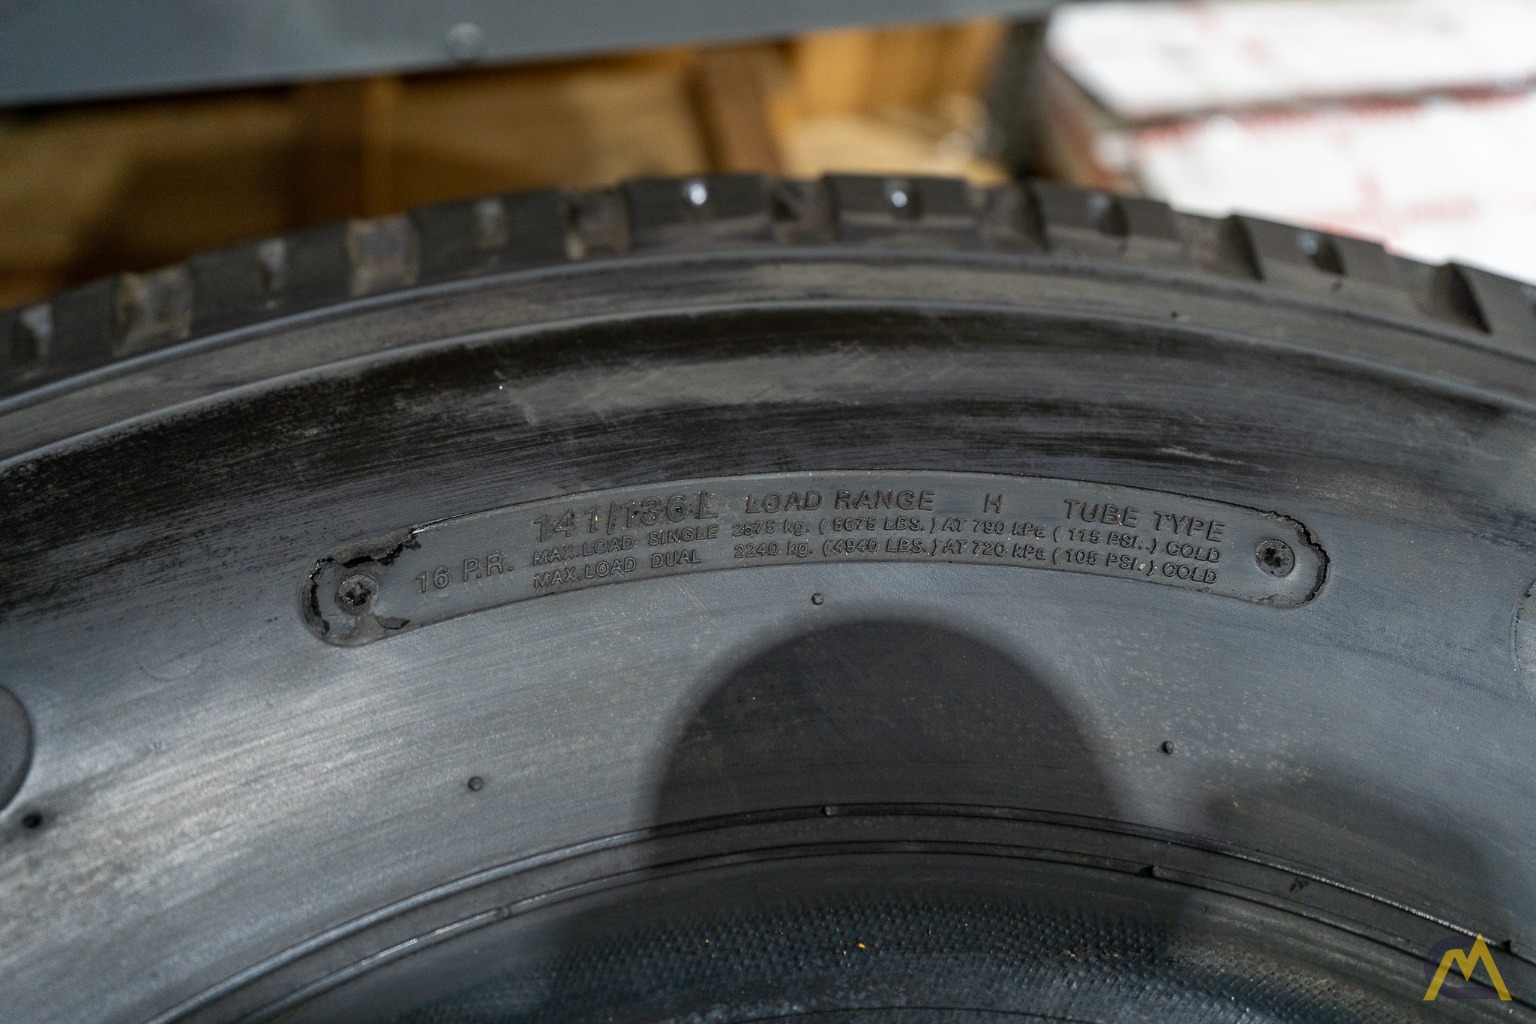 141/136 L LOAD RANGE H TUBE TYPE
16 P.R. MAX.LOAD SINGLE 2575 kg. (5675 LBS.) AT 790 kPa (115 PSI.) COLD
MAX.LOAD DUAL 2240 kg. (4940 LBS.) AT 720 kPa (105 PSI.) COLD